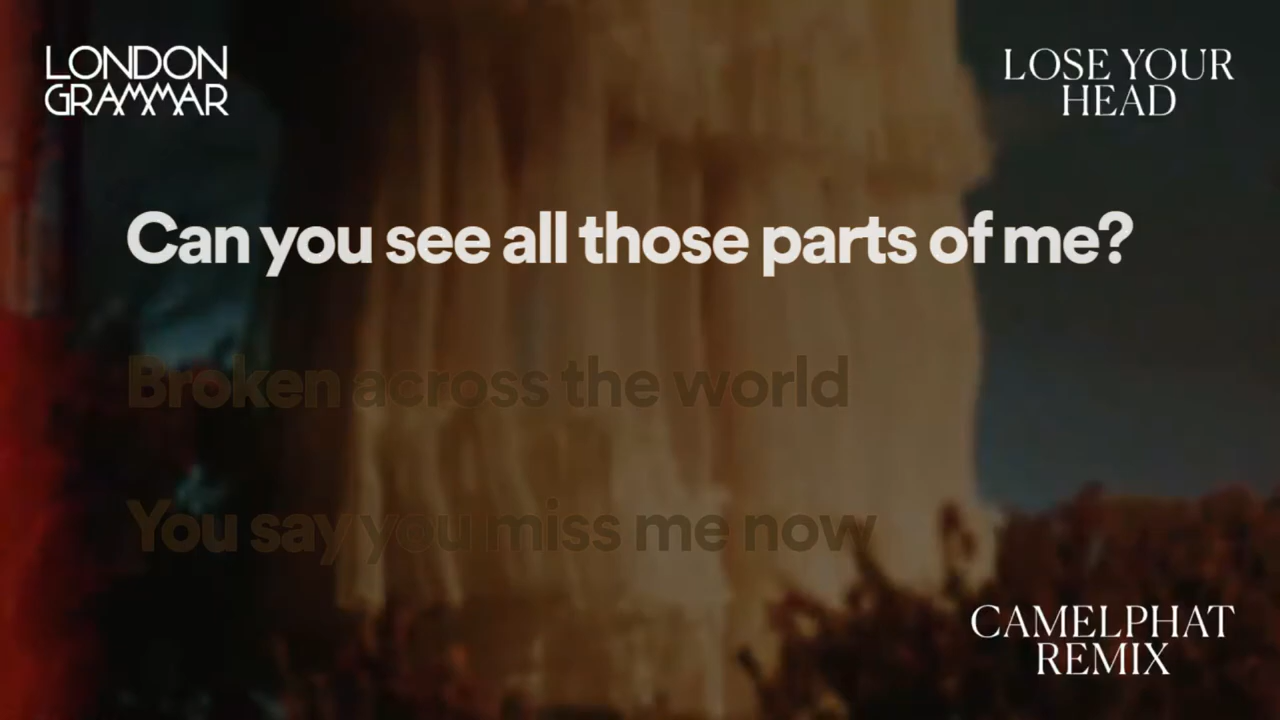 LONDON
GRAMMAR
LOSE YOUR
HEAD
Can you see all those parts of me?
Broken across the world
You say you miss me now
CAMELPHAT
REMIX